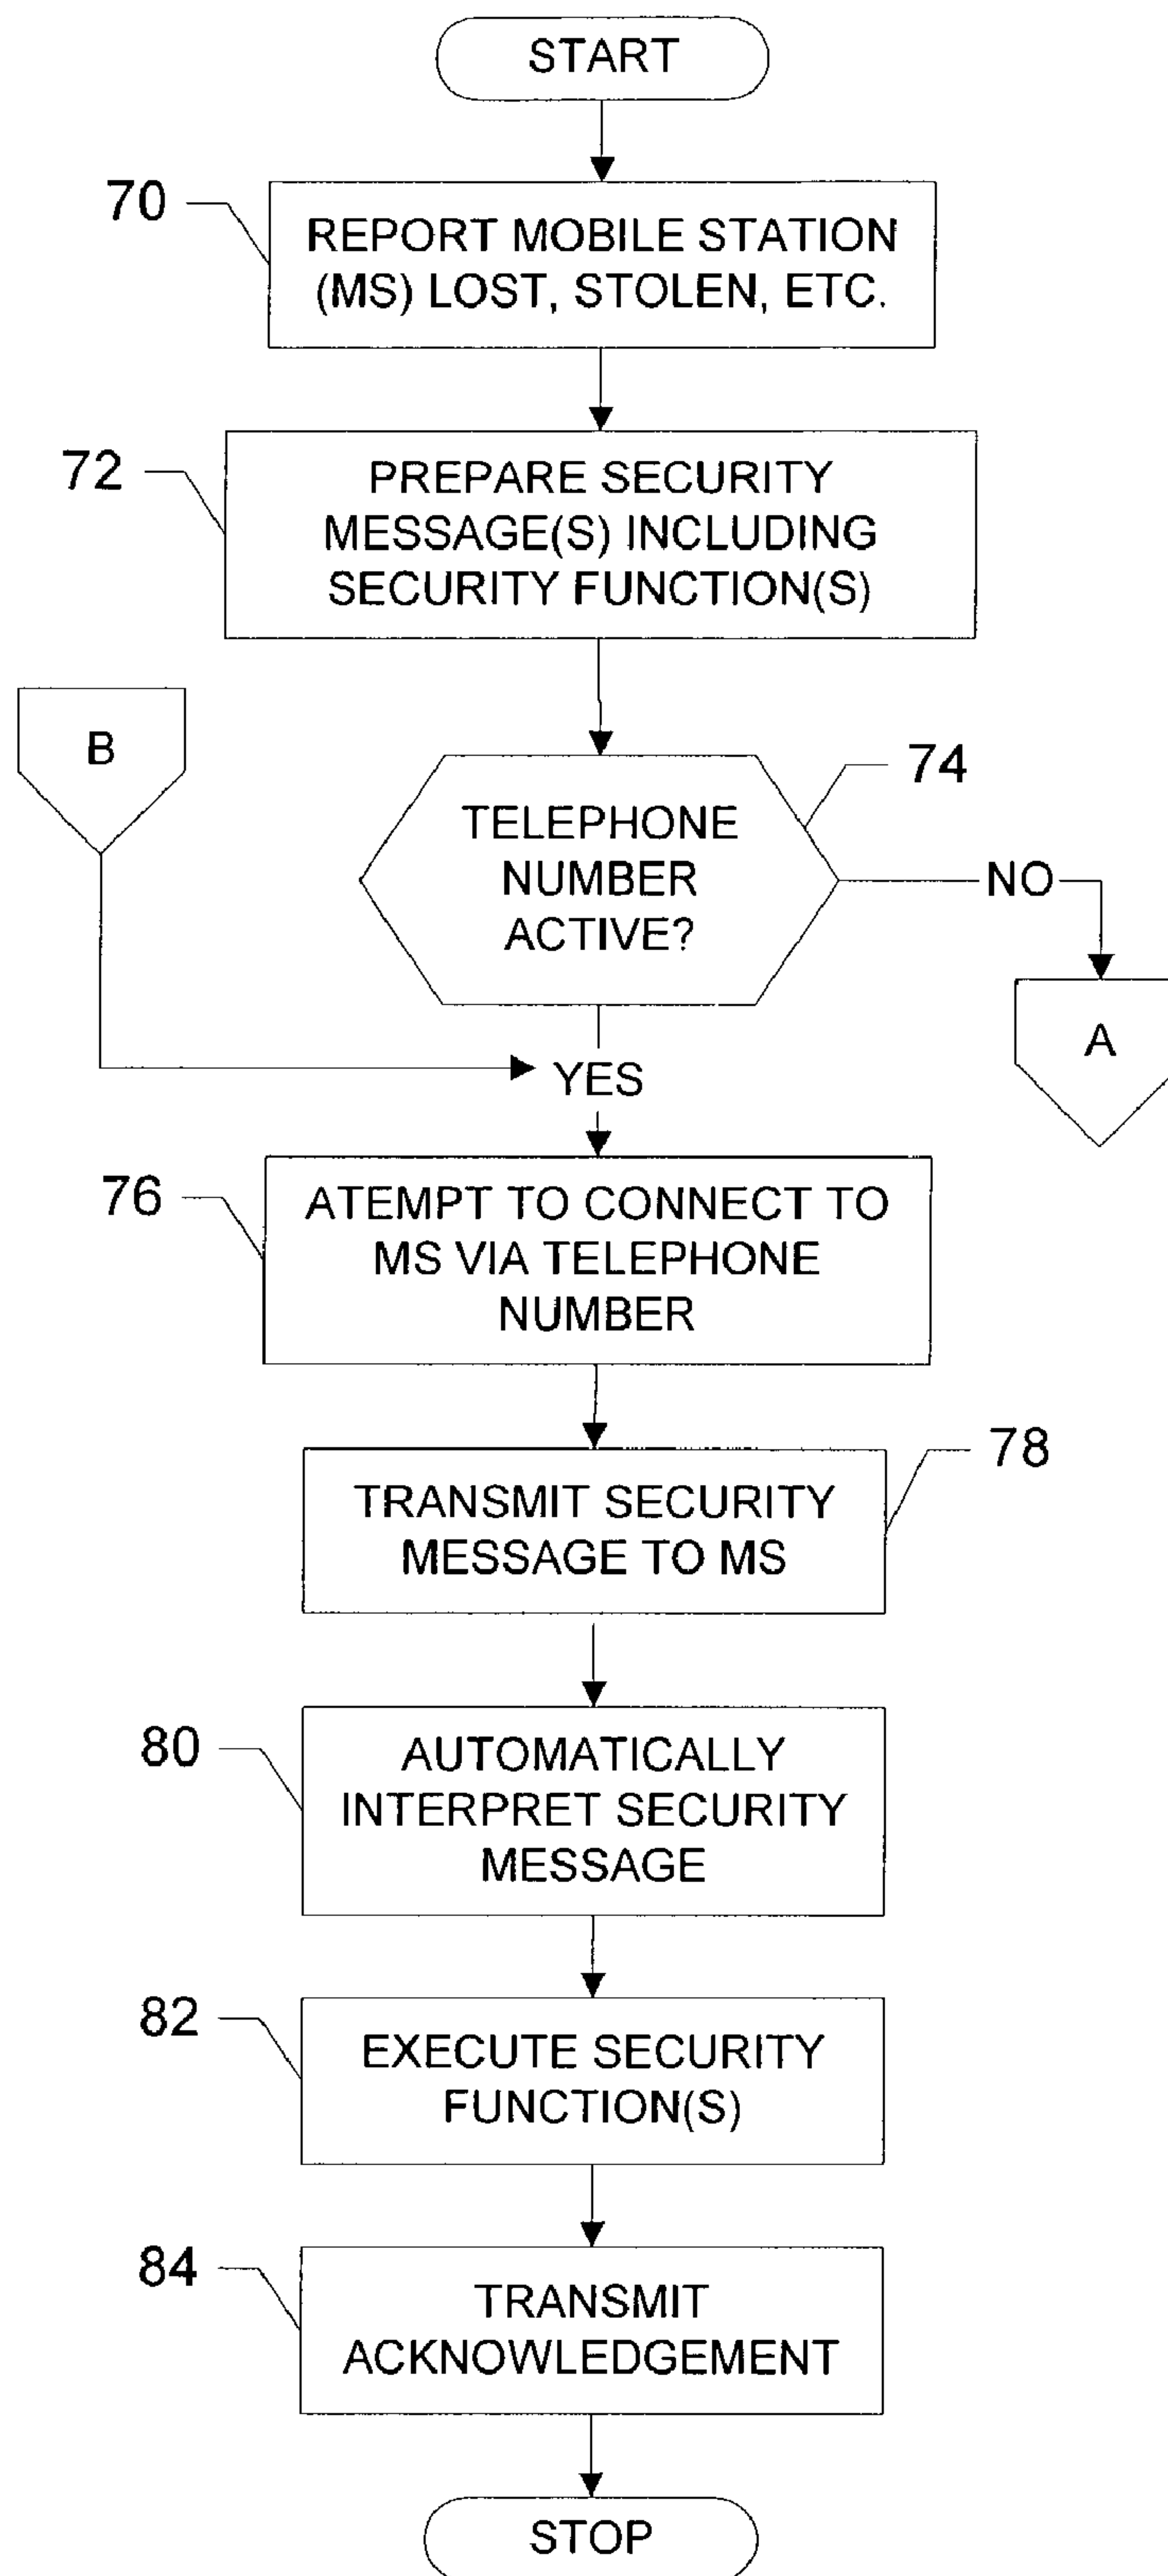 START
70
REPORT MOBILE STATION
(MS) LOST, STOLEN, ETC.
72
PREPARE SECURITY
MESSAGE(S) INCLUDING
SECURITY FUNCTION(S)
B
74
TELEPHONE
NUMBER
ACTIVE?
NO
A
YES
76
ATEMPT TO CONNECT TO
MS VIA TELEPHONE
NUMBER
78
TRANSMIT SECURITY
MESSAGE TO MS
80
AUTOMATICALLY
INTERPRET SECURITY
MESSAGE
82
EXECUTE SECURITY
FUNCTION(S)
84
TRANSMIT
ACKNOWLEDGEMENT
STOP